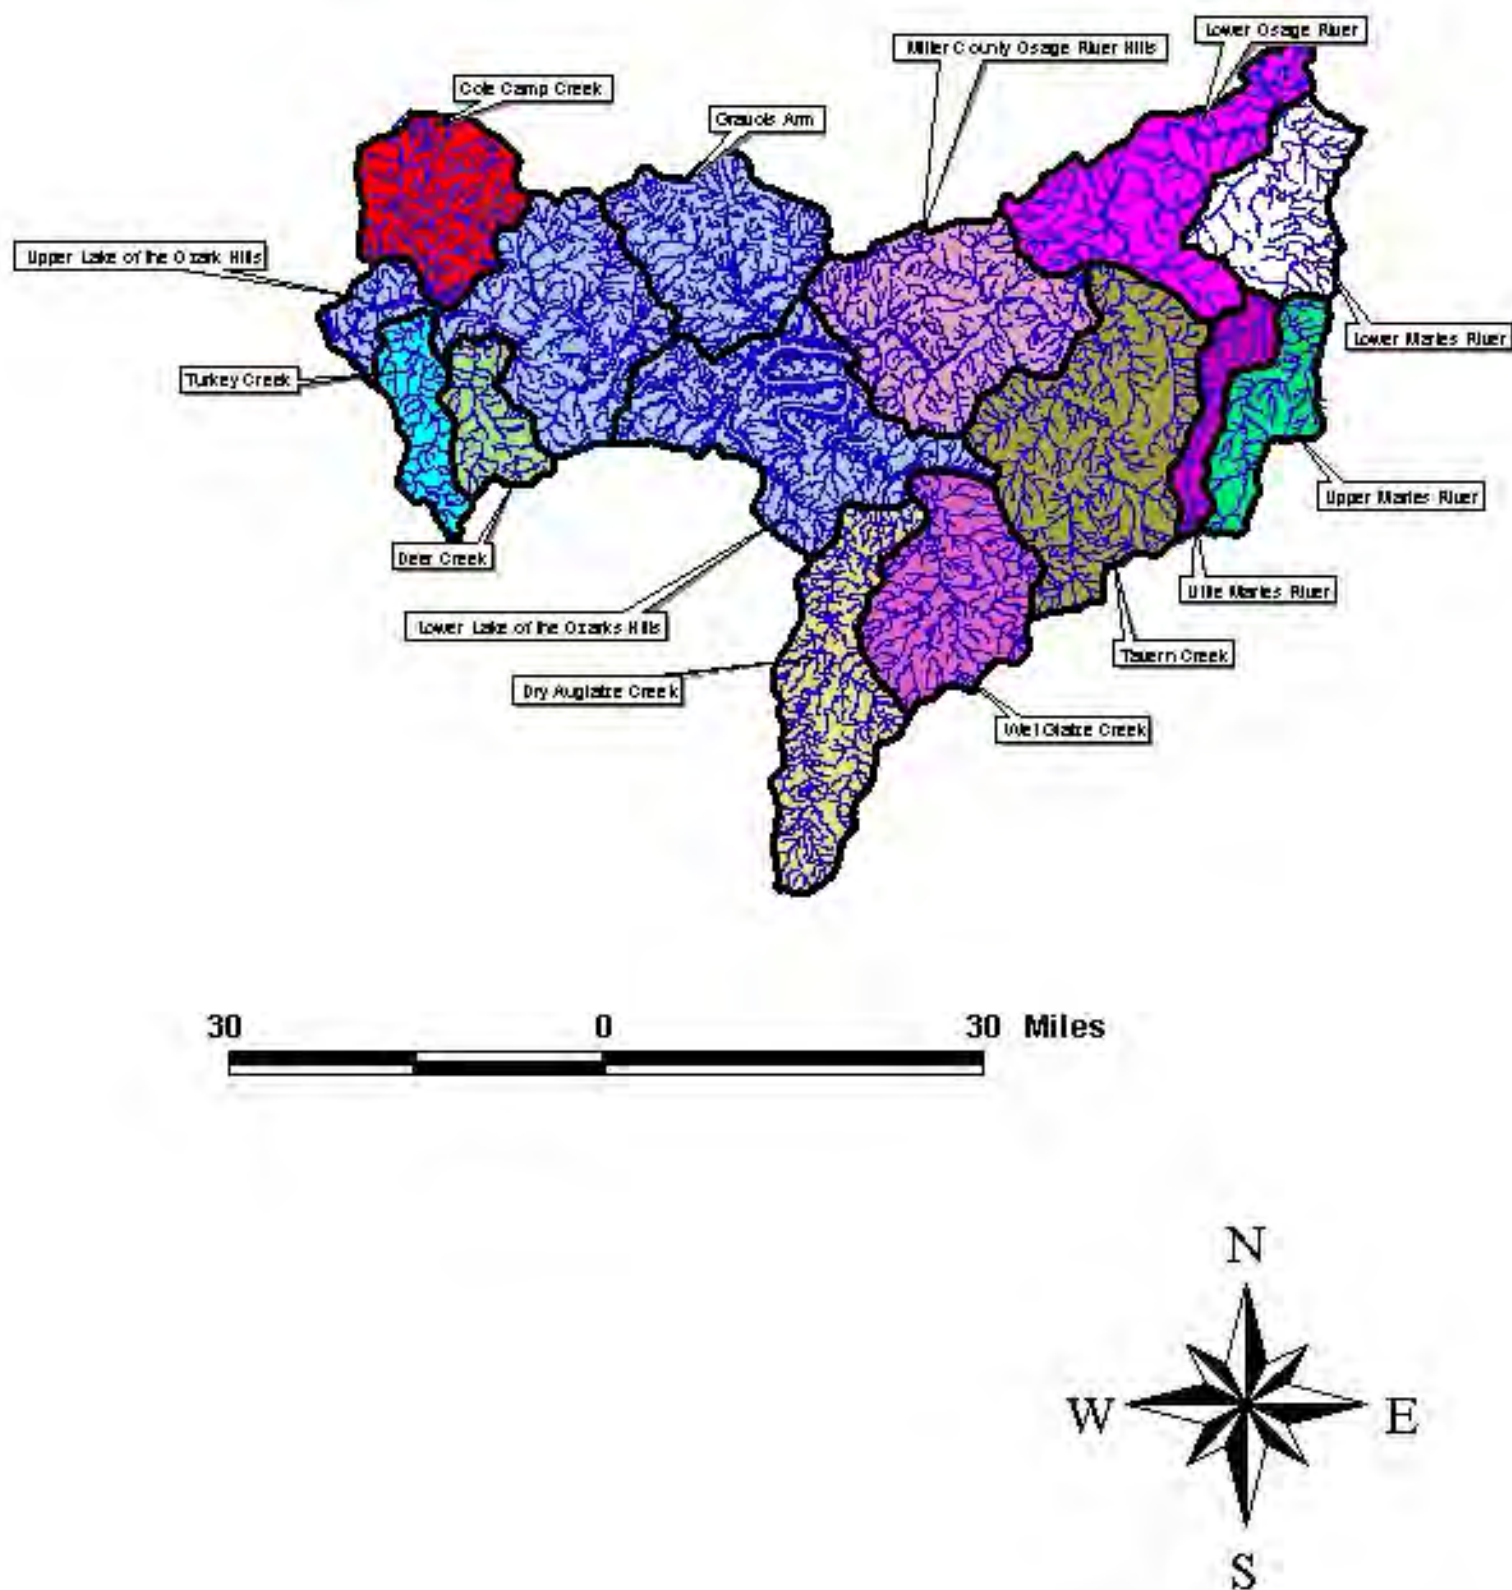 Lower Osage River
Miller County Osage River Hills
Cole Camp Creek
Gravois Arm
Upper Lake of the Ozark Hills
Lower Maries River
Turkey Creek
Upper Maries River
Deer Creek
Little Maries River
Lower Lake of the Ozarks Hills
Tavern Creek
Dry Auglaize Creek
Wet Glaize Creek
30 0 30 Miles
N
W E
S